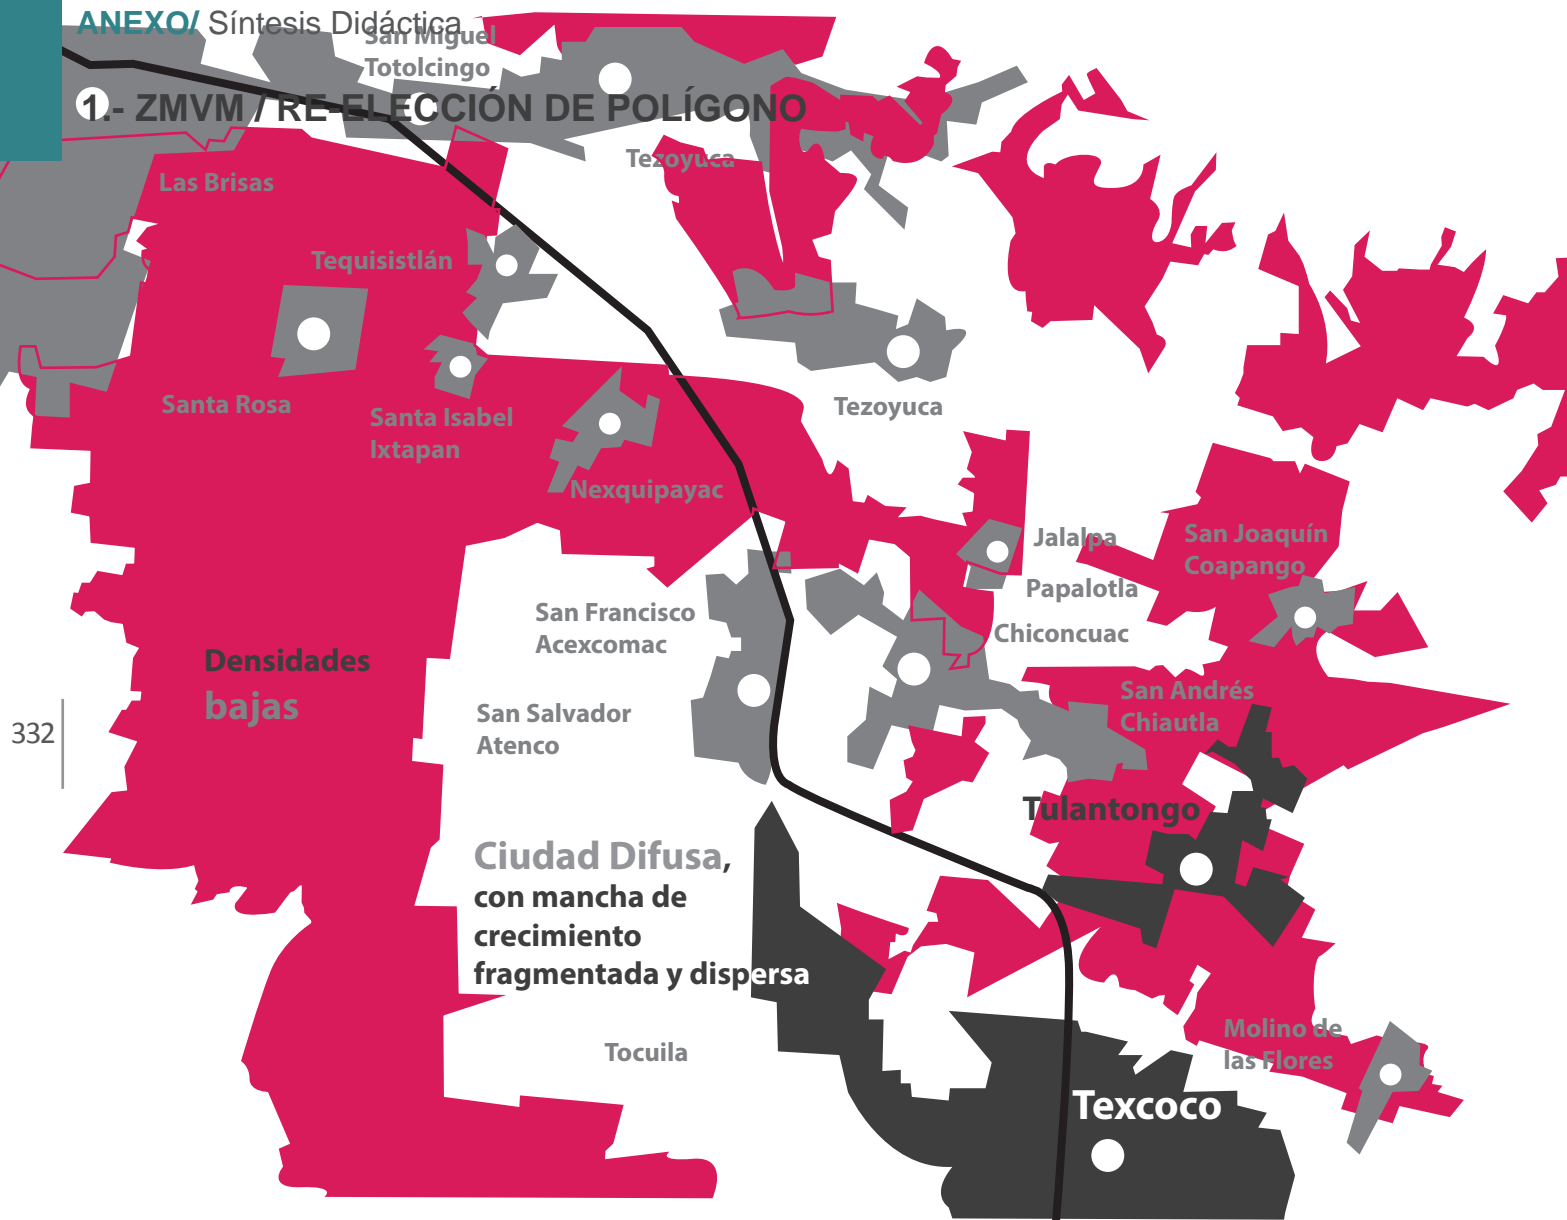 ANEXO/ Síntesis Didáctica
San Miguel
Totolcingo
1.- ZMVM / RE-ELECCIÓN DE POLÍGONO
Tezoyuca
Las Brisas
Tequisistlán
Santa Rosa
Santa Isabel
Ixtapan
Tezoyuca
Nexquipayac
Jalalpa
San Joaquín
Coapango
Papalotla
San Francisco
Acexcomac
Chiconcuac
Densidades
bajas
San Andrés
Chiautla
332
San Salvador
Atenco
Tulantongo
Ciudad Difusa,
con mancha de
crecimiento
fragmentada y dispersa
Molino de
las Flores
Tocuila
Texcoco